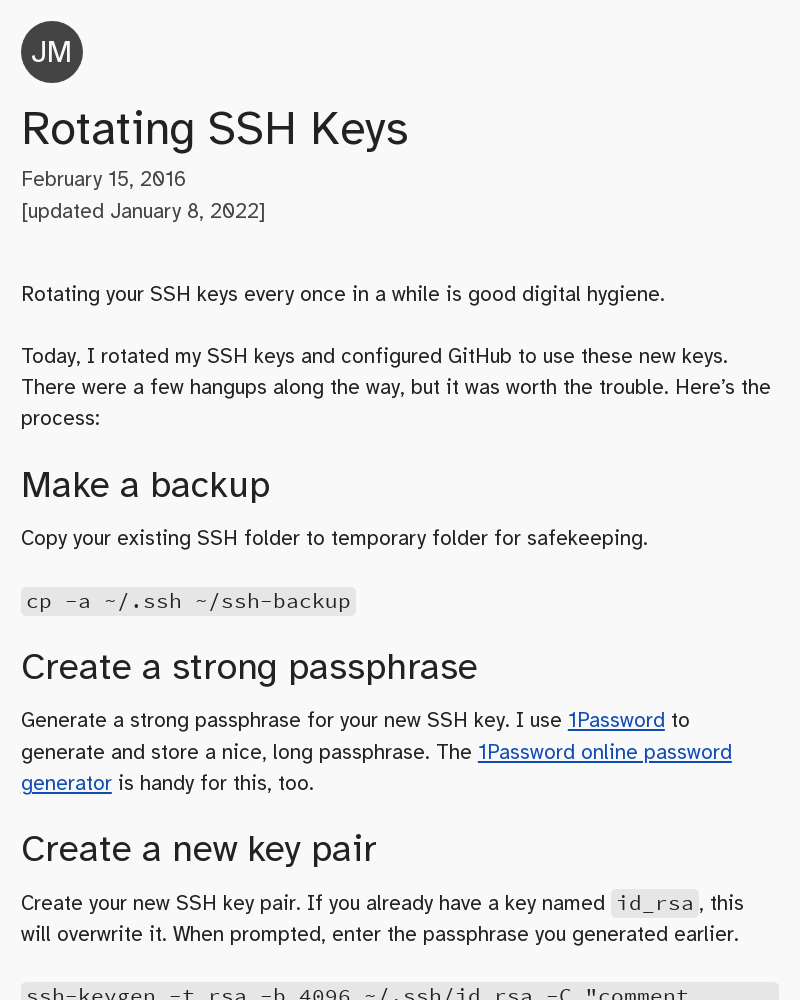 JM
Rotating SSH Keys
February 15, 2016
[updated January 8, 2022]
Rotating your SSH keys every once in a while is good digital hygiene.
Today, I rotated my SSH keys and configured GitHub to use these new keys.
There were a few hangups along the way, but it was worth the trouble. Here’s the
process:
Make a backup
Copy your existing SSH folder to temporary folder for safekeeping.
cp -a ~/.ssh ~/ssh-backup
Create a strong passphrase
Generate a strong passphrase for your new SSH key. I use 1Password to
generate and store a nice, long passphrase. The 1Password online password
generator is handy for this, too.
Create a new key pair
Create your new SSH key pair. If you already have a key named id_rsa, this
will overwrite it. When prompted, enter the passphrase you generated earlier.
ssh-keygen -t rsa -b 4096 ~/.ssh/id_rsa -C "comment